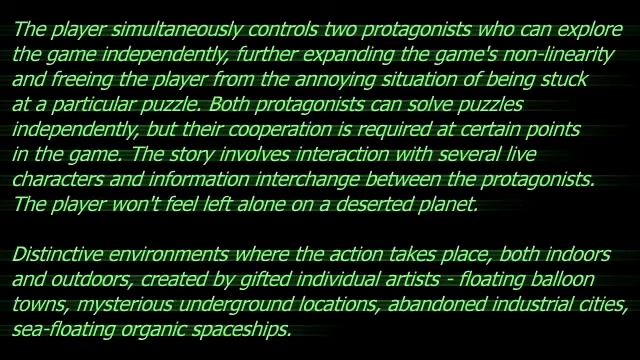 The player simultaneously controls two protagonists who can explore
the game independently, further expanding the game's non-linearity
and freeing the player from the annoying situation of being stuck
at a particular puzzle. Both protagonists can solve puzzles
independently, but their cooperation is required at certain points
in the game. The story involves interaction with several live
characters and information interchange between the protagonists.
The player won't feel left alone on a deserted planet.
Distinctive environments where the action takes place, both indoors
and outdoors, created by gifted individual artists - floating balloon
towns, mysterious underground locations, abandoned industrial cities,
sea-floating organic spaceships.